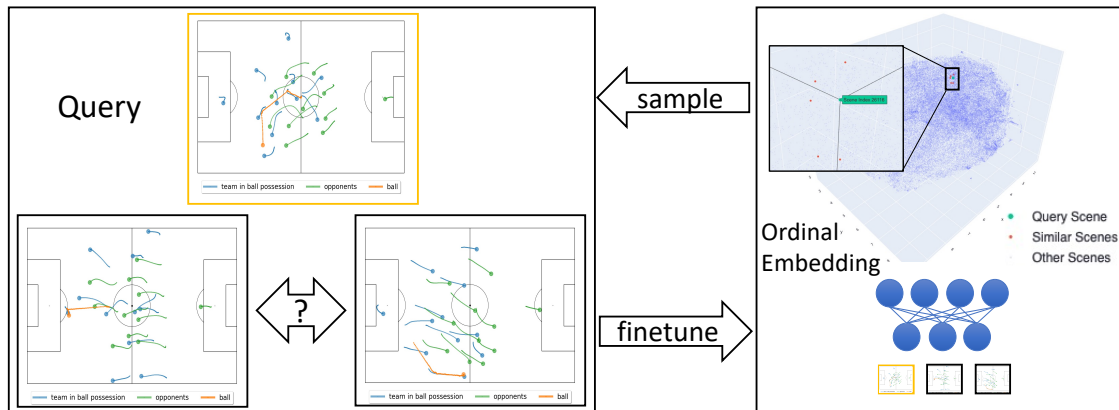 Query
team in ball possession opponents ball
team in ball possession opponents ball
?
team in ball possession opponents ball
sample
finetune
Query Scene
Similar Scenes
Other Scenes
Ordinal
Embedding